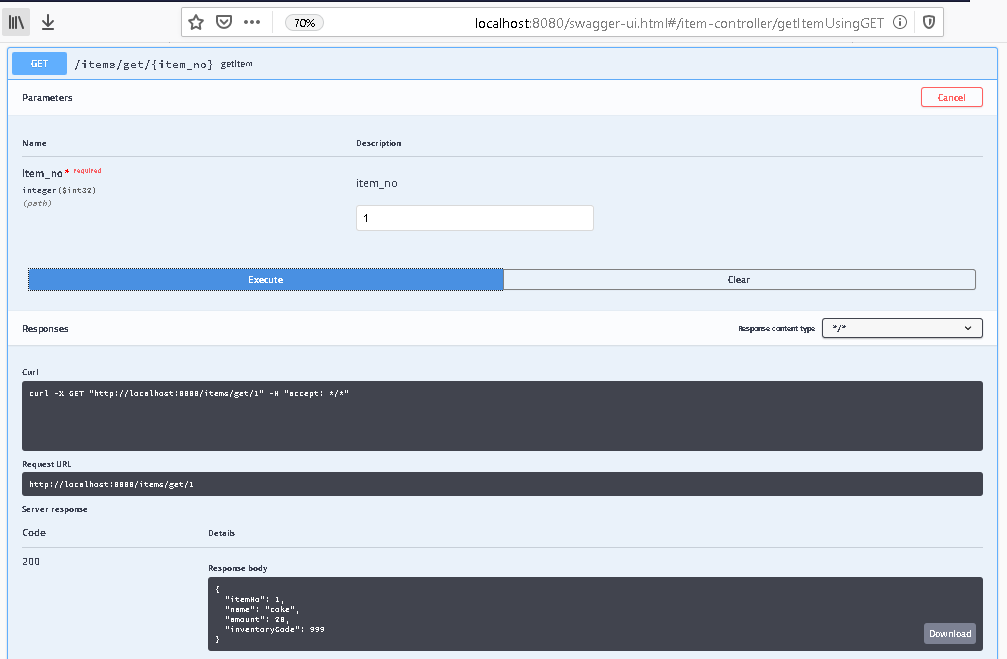 70%
localhost:8080/swagger-ui.html#/item-controller/getItemUsingGET
GET /items/get/{item_no} getItem
Parameters
Cancel
Name Description
item_no * required
integer($int32)
(path)
item_no
1
Execute
Clear
Responses
Response content type */*
Curl
curl -X GET "http://localhost:8080/items/get/1" -H "accept: */*"
Request URL
http://localhost:8080/items/get/1
Server response
Code Details
200
Response body
{
"itemNo": 1,
"name": "coke",
"amount": 20,
"inventoryCode": 999
}
Download